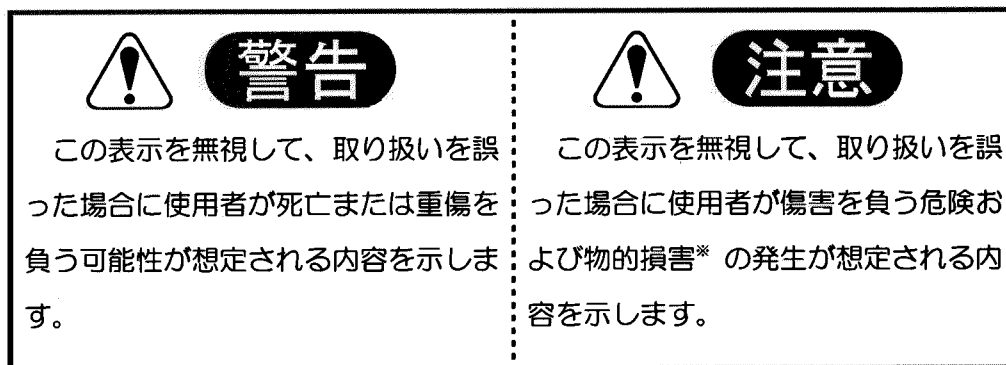 警告
この表示を無視して、取り扱いを誤
った場合に使用者が死亡または重傷を
負う可能性が想定される内容を示しま
す。
注意
この表示を無視して、取り扱いを誤
った場合に使用者が傷害を負う危険お
よび物的損害※ の発生が想定される内
容を示します。